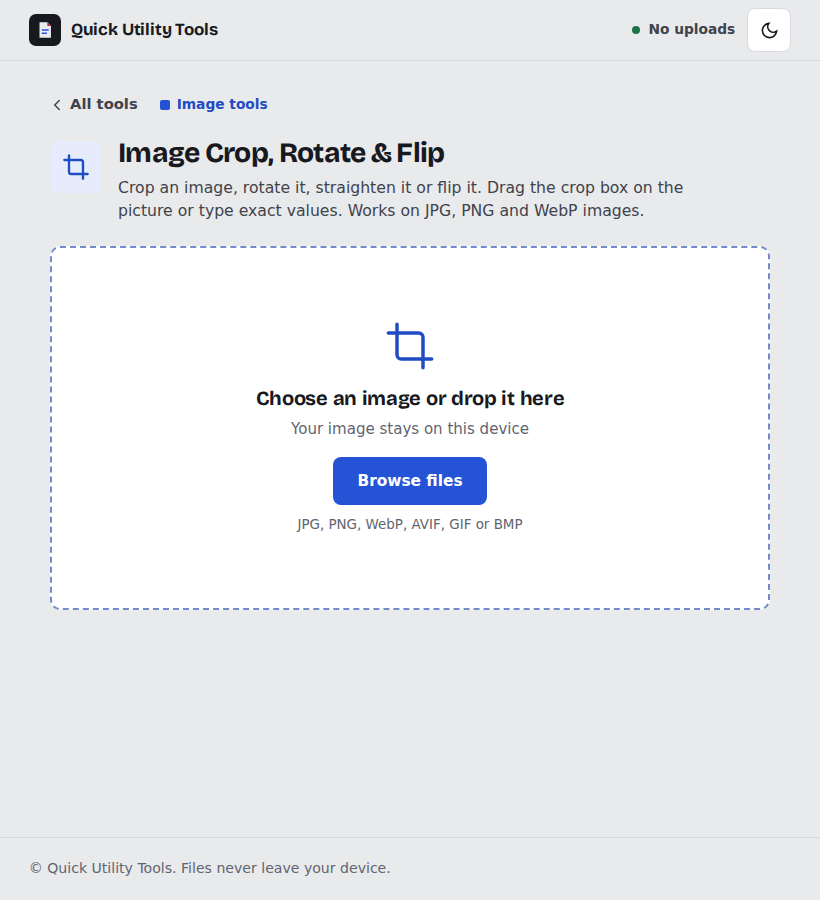 Quick Utility Tools
No uploads
All tools
Image tools
Image Crop, Rotate & Flip
Crop an image, rotate it, straighten it or flip it. Drag the crop box on the
picture or type exact values. Works on JPG, PNG and WebP images.
Choose an image or drop it here
Your image stays on this device
Browse files
JPG, PNG, WebP, AVIF, GIF or BMP
© Quick Utility Tools. Files never leave your device.